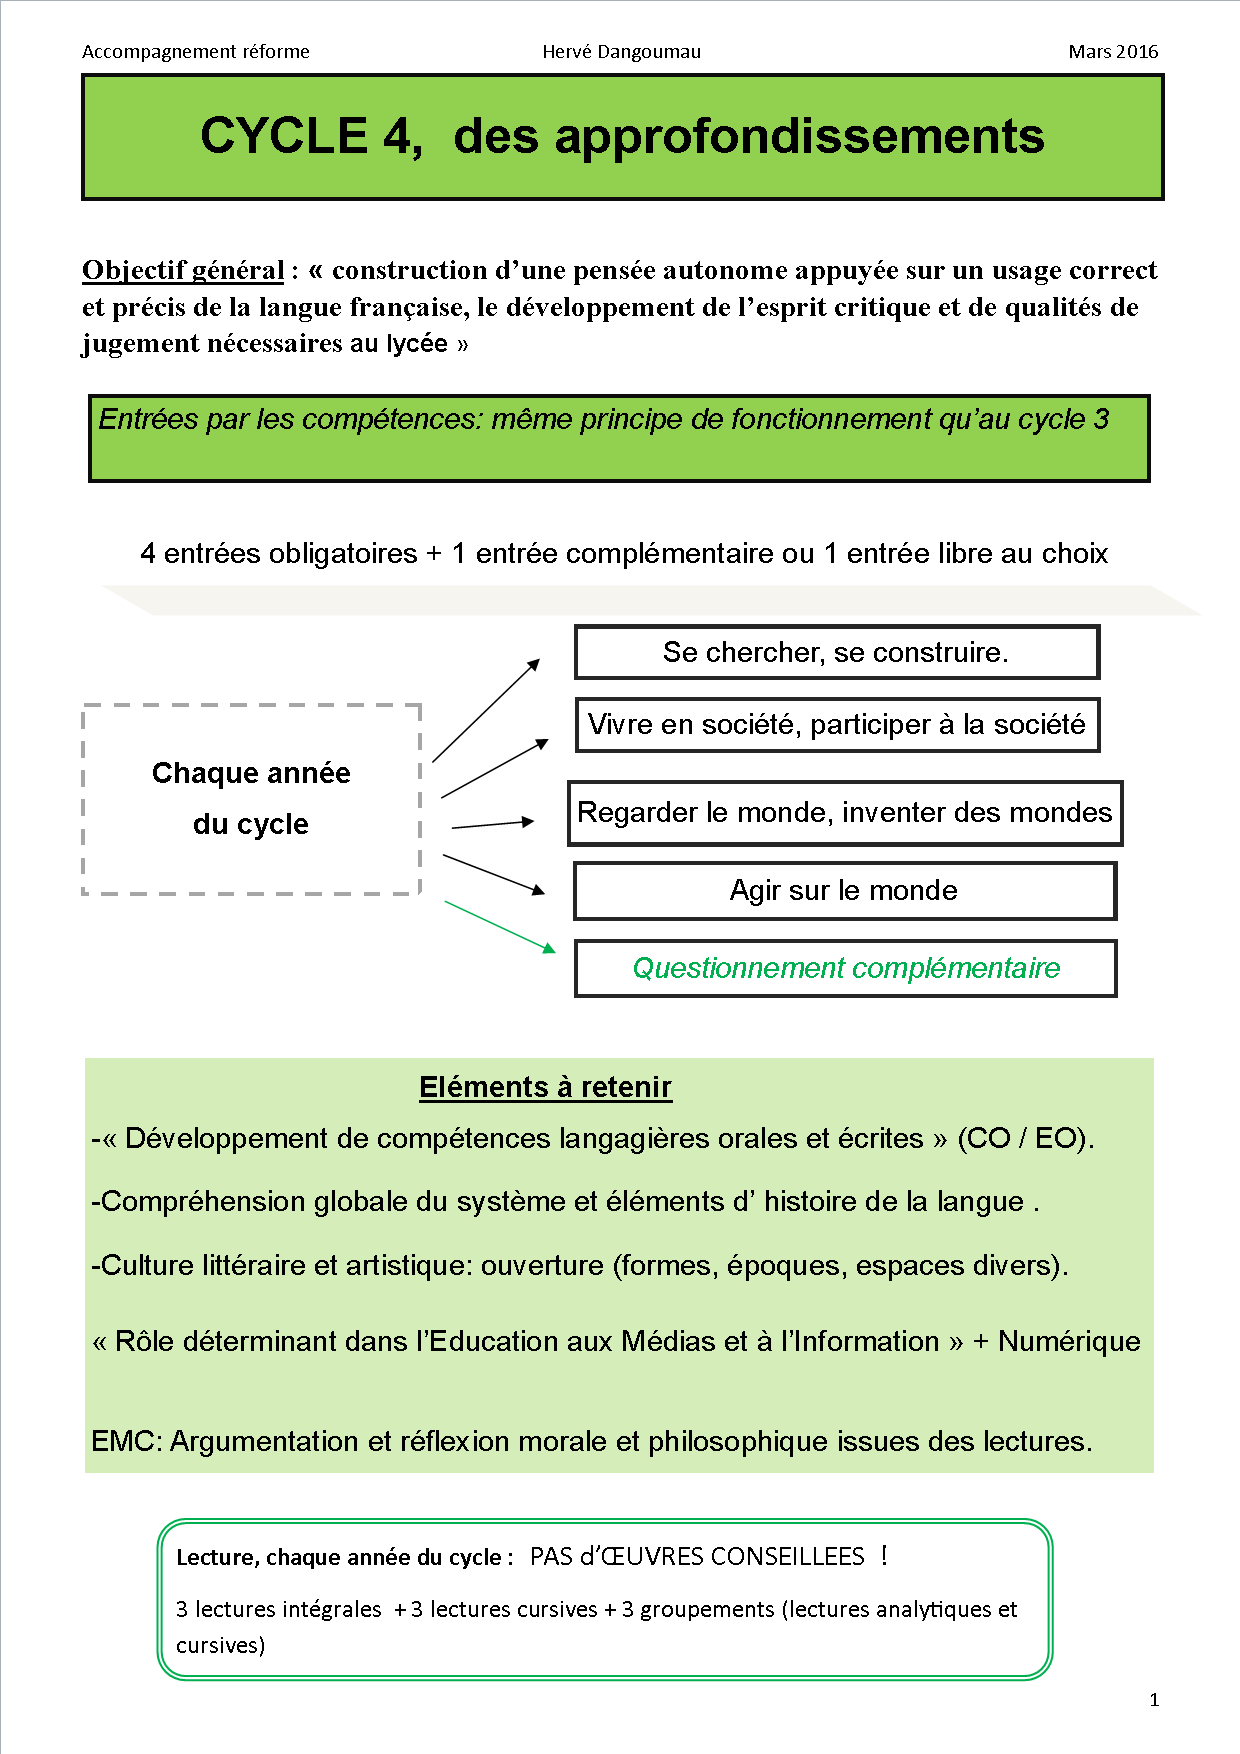 Accompagnement réforme Hervé Dangoumau Mars 2016
CYCLE 4, des approfondissements
Objectif général : « construction d’une pensée autonome appuyée sur un usage correct
et précis de la langue française, le développement de l’esprit critique et de qualités de
jugement nécessaires au lycée »
Entrées par les compétences: même principe de fonctionnement qu’au cycle 3
4 entrées obligatoires + 1 entrée complémentaire ou 1 entrée libre au choix
Chaque année
du cycle
Se chercher, se construire.
Vivre en société, participer à la société
Regarder le monde, inventer des mondes
Agir sur le monde
Questionnement complémentaire
Eléments à retenir
-« Développement de compétences langagières orales et écrites » (CO / EO).
-Compréhension globale du système et éléments d’ histoire de la langue .
-Culture littéraire et artistique: ouverture (formes, époques, espaces divers).
« Rôle déterminant dans l’Education aux Médias et à l’Information » + Numérique
EMC: Argumentation et réflexion morale et philosophique issues des lectures.
Lecture, chaque année du cycle : PAS d’ŒUVRES CONSEILLEES !
3 lectures intégrales + 3 lectures cursives + 3 groupements (lectures analytiques et
cursives)
1